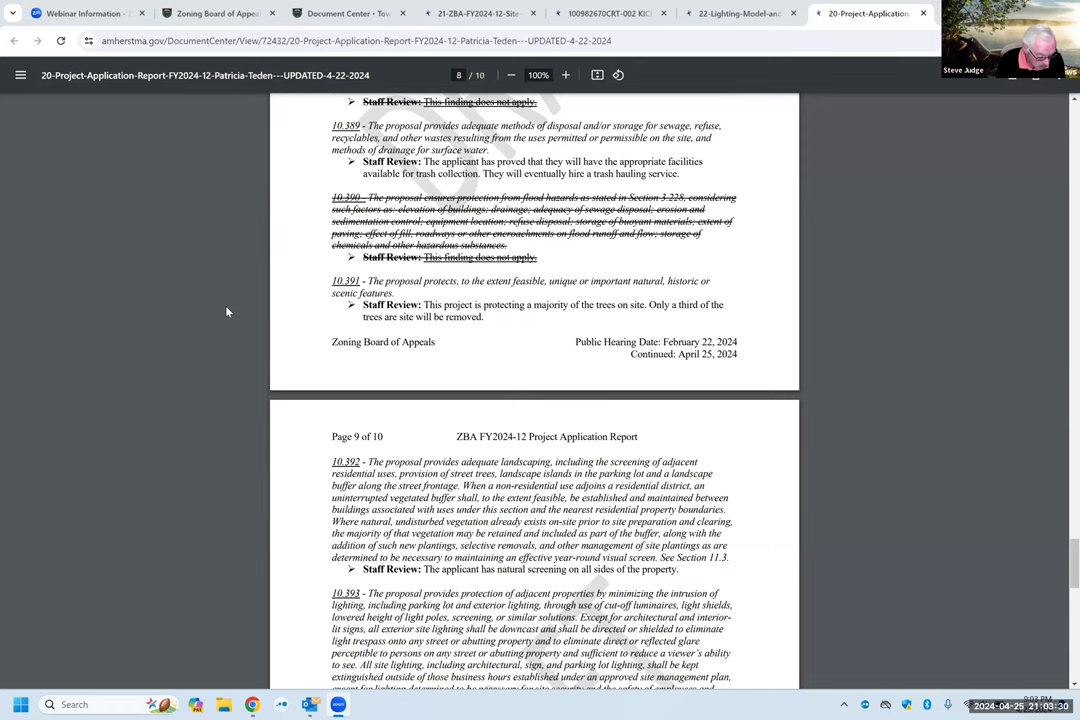 Webinar Information -
Zoning Board of Appeal
Document Center • Tow
21-ZBA-FY2024-12-Site-
100982670CRT-002 KIC
22-Lighting-Model-and
20-Project-Application
amherstma.gov/DocumentCenter/View/72432/20-Project-Application-Report-FY2024-12-Patricia-Teden---UPDATED-4-22-2024
20-Project-Application-Report-FY2024-12-Patricia-Teden---UPDATED-4-22-2024
8 / 10
100%
Steve Judge
Staff Review: This finding does not apply.
10.389 - The proposal provides adequate methods of disposal and/or storage for sewage, refuse,
recyclables, and other wastes resulting from the uses permitted or permissible on the site, and
methods of drainage for surface water.
➢ Staff Review: The applicant has proved that they will have the appropriate facilities
available for trash collection. They will eventually hire a trash hauling service.
10.390 - The proposal ensures protection from flood hazards as stated in Section 3.228, considering
such factors as: elevation of buildings; drainage; adequacy of sewage disposal; erosion and
sedimentation control; equipment location; refuse disposal; storage of buoyant materials; extent of
paving; effect of fill, roadways or other encroachments on flood runoff and flow; storage of
chemicals and other hazardous substances.
➢ Staff Review: This finding does not apply.
10.391 - The proposal protects, to the extent feasible, unique or important natural, historic or
scenic features.
➢ Staff Review: This project is protecting a majority of the trees on site. Only a third of the
trees are site will be removed.
Zoning Board of Appeals
Public Hearing Date: February 22, 2024
Continued: April 25, 2024
Page 9 of 10
ZBA FY2024-12 Project Application Report
10.392 - The proposal provides adequate landscaping, including the screening of adjacent
residential uses, provision of street trees, landscape islands in the parking lot and a landscape
buffer along the street frontage. When a non-residential use adjoins a residential district, an
uninterrupted vegetated buffer shall, to the extent feasible, be established and maintained between
buildings associated with uses under this section and the nearest residential property boundaries.
Where natural, undisturbed vegetation already exists on-site prior to site preparation and clearing,
the majority of that vegetation may be retained and included as part of the buffer, along with the
addition of such new plantings, selective removals, and other management of site plantings as are
determined to be necessary to maintaining an effective year-round visual screen. See Section 11.3.
➢ Staff Review: The applicant has natural screening on all sides of the property.
10.393 - The proposal provides protection of adjacent properties by minimizing the intrusion of
lighting, including parking lot and exterior lighting, through use of cut-off luminaires, light shields,
lowered height of light poles, screening, or similar solutions. Except for architectural and interior-
lit signs, all exterior site lighting shall be downcast and shall be directed or shielded to eliminate
light trespass onto any street or abutting property and to eliminate direct or reflected glare
perceptible to persons on any street or abutting property and sufficient to reduce a viewer's ability
to see. All site lighting, including architectural, sign, and parking lot lighting, shall be kept
extinguished outside of those business hours established under an approved site management plan,
except for lighting determined to be necessary for site security and the safety of employees and
Search
2024-04-25 21:03:30